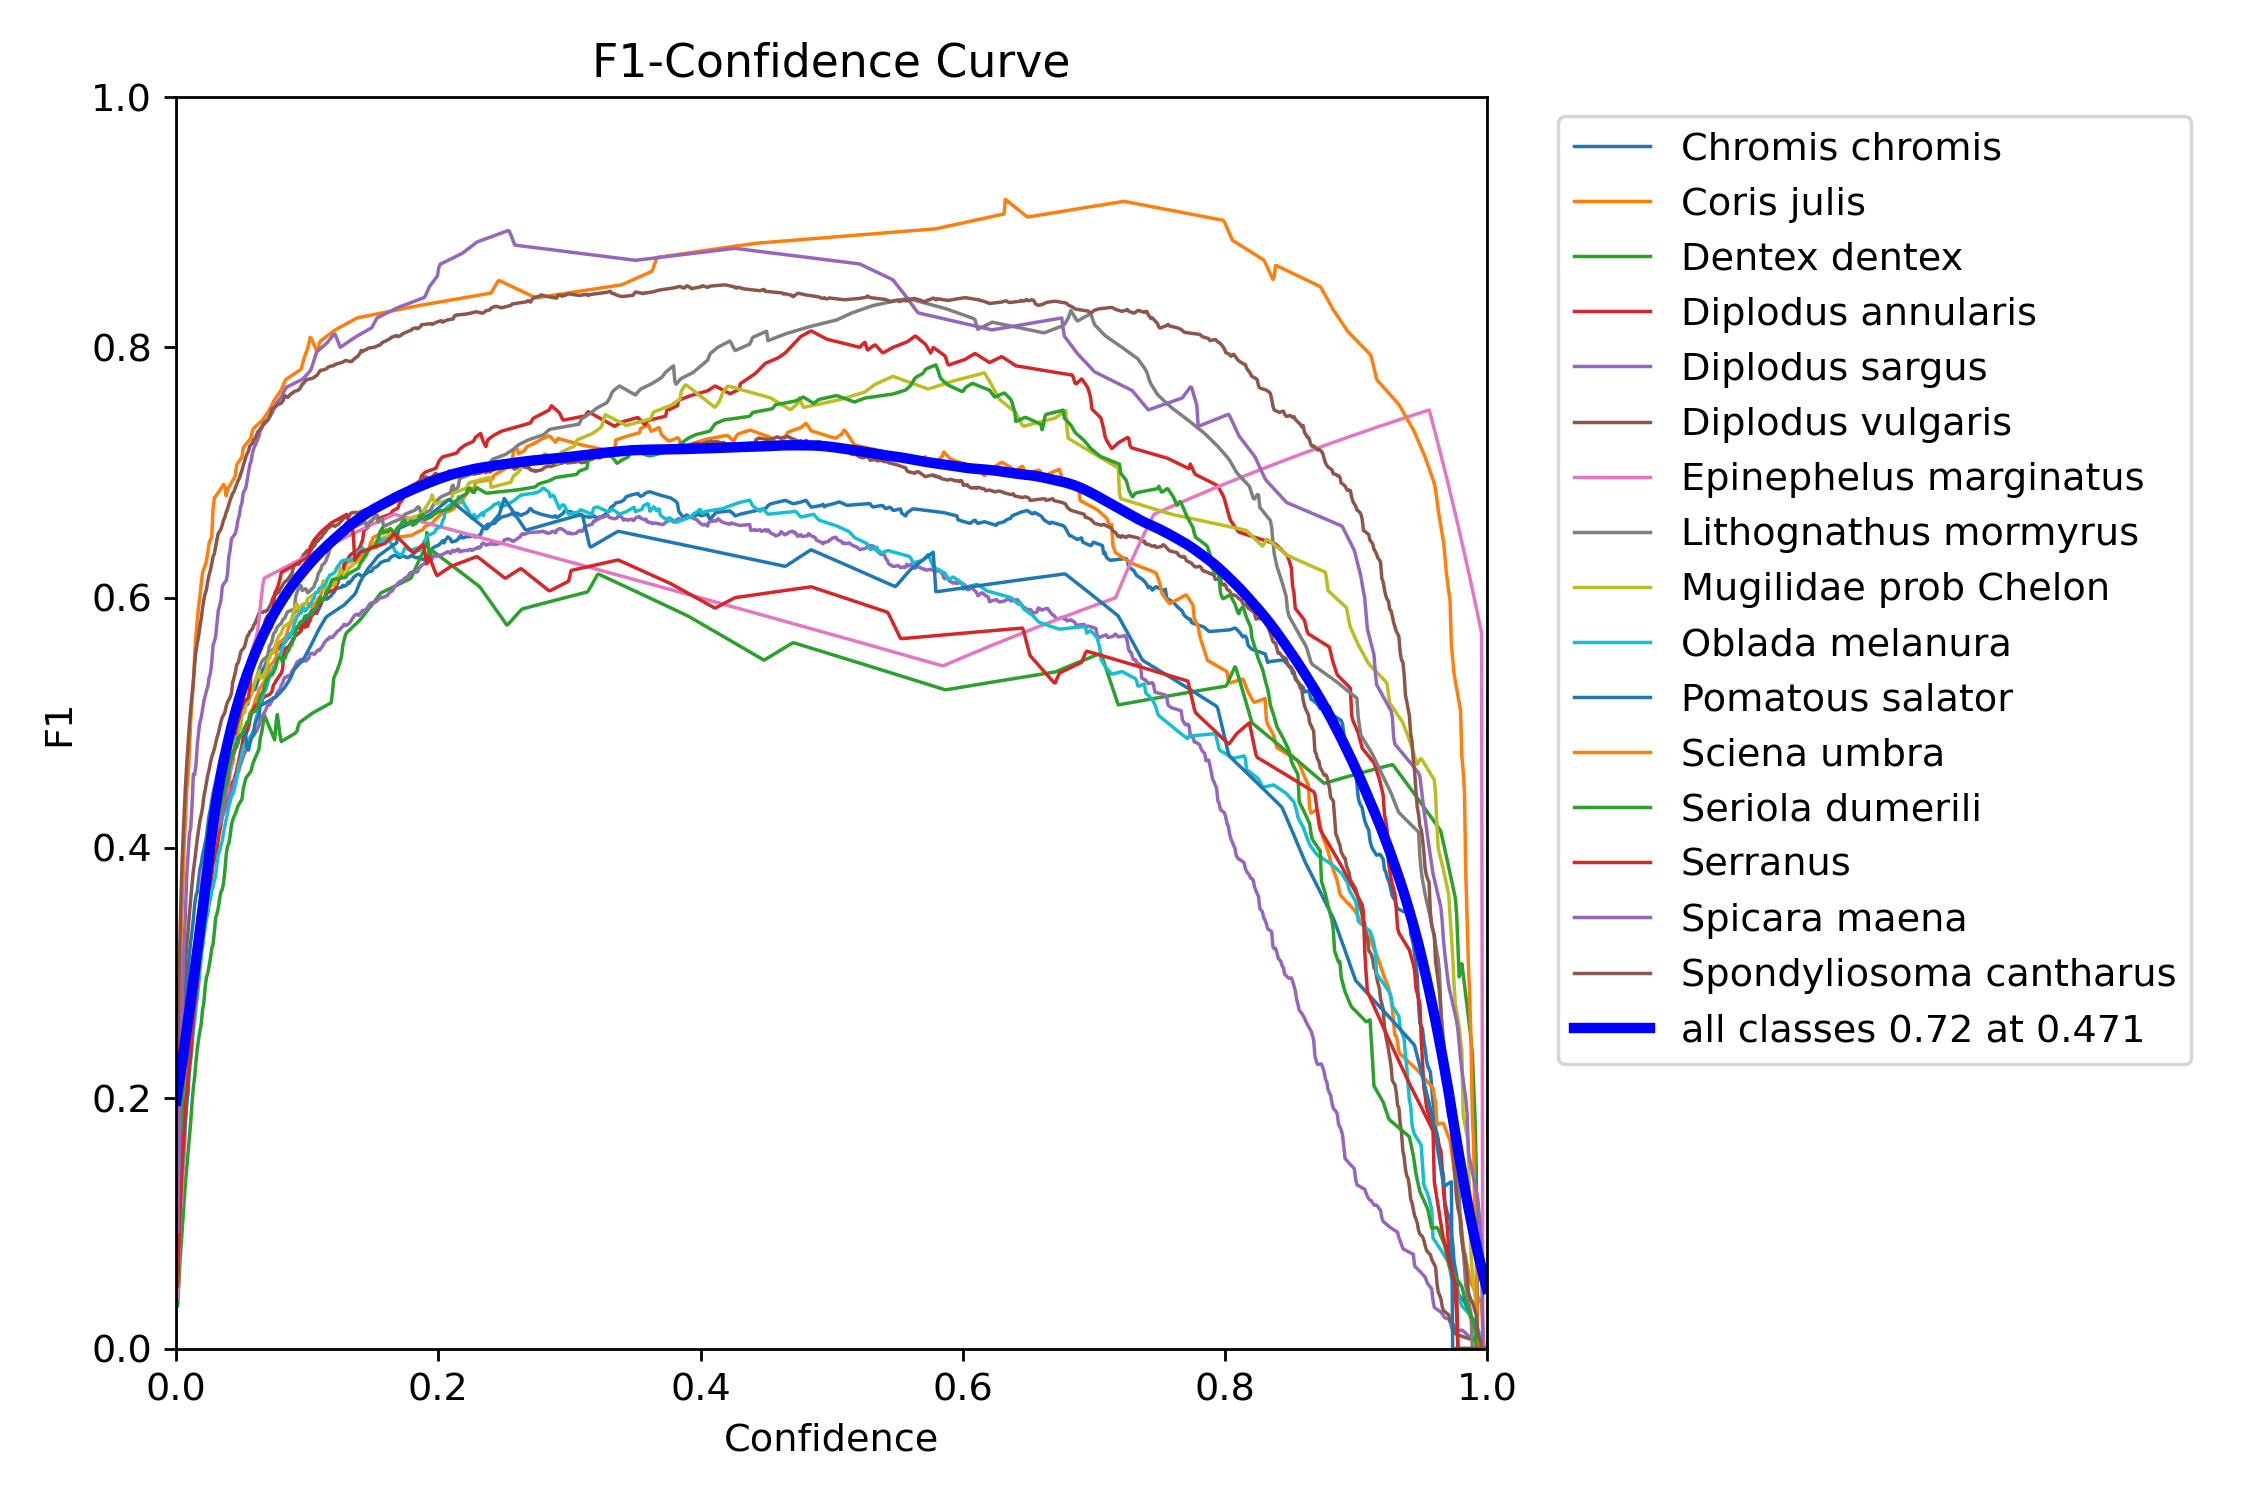 F1-Confidence Curve
1.0
0.8
0.6
0.4
0.2
0.0
F1
0.0 0.2 0.4 0.6 0.8 1.0
Confidence
Chromis chromis
Coris julis
Dentex dentex
Diplodus annularis
Diplodus sargus
Diplodus vulgaris
Epinephelus marginatus
Lithognathus mormyrus
Mugilidae prob Chelon
Oblada melanura
Pomatous salator
Sciena umbra
Seriola dumerili
Serranus
Spicara maena
Spondyliosoma cantharus
all classes 0.72 at 0.471